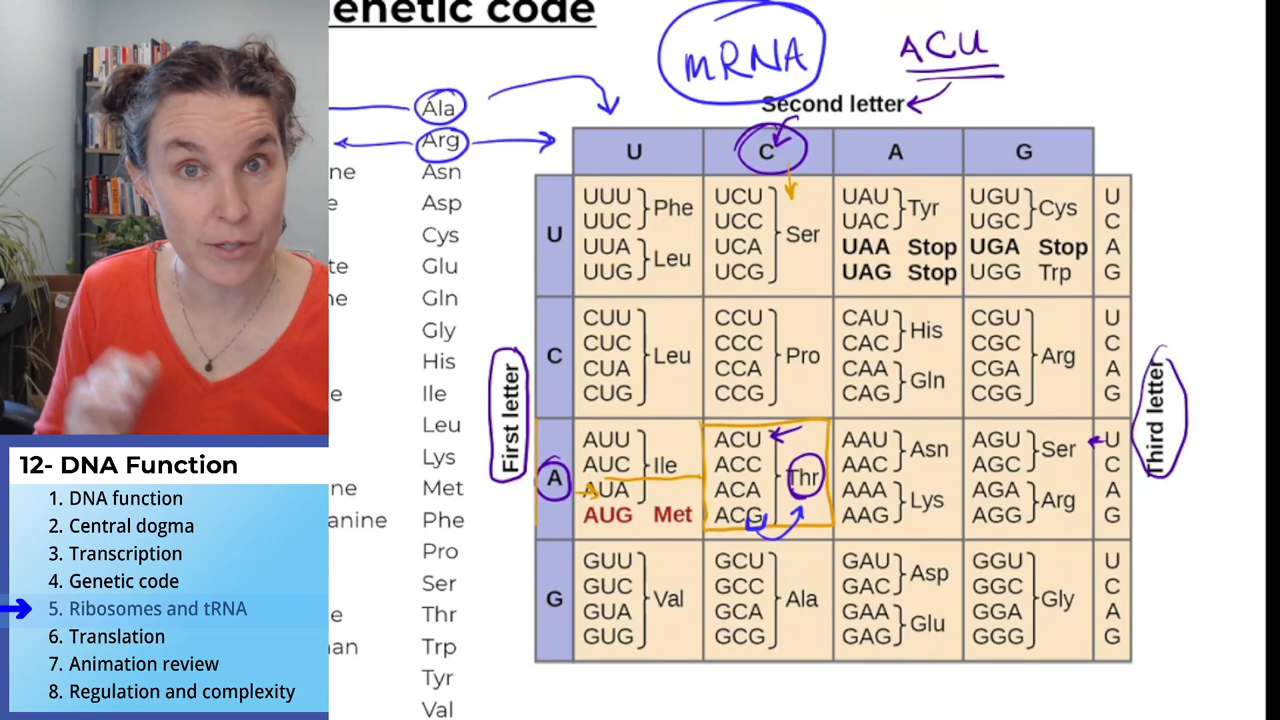 enetic code
mRNA
ACU
Second letter
Ala
Arg
ne Asn
Asp
Cys
te Glu
ne Gln
Gly
His
e Ile
Leu
Lys
ne Met
anine Phe
Pro
Ser
e Thr
han Trp
Tyr
Val
U C A G
First letter
Third letter
U
UUU UCU UAU UGU U
UUC Phe UCC UAC Tyr UGC Cys C
UUA UCA Ser UAA Stop UGA Stop A
UUG Leu UCG UAG Stop UGG Trp G
C
CUU CCU CAU CGU U
CUC CCC CAC His CGC C
CUA Leu CCA Pro CAA CGA Arg A
CUG CCG CAG Gln CGG G
A
AUU ACU AAU AGU U
AUC Ile ACC AAC Asn AGC Ser C
AUA ACA Thr AAA AGA A
AUG Met ACG AAG Lys AGG Arg G
G
GUU GCU GAU GGU U
GUC GCC GAC Asp GGC C
GUA Val GCA Ala GAA GGA Gly A
GUG GCG GAG Glu GGG G
12- DNA Function
1. DNA function
2. Central dogma
3. Transcription
4. Genetic code
5. Ribosomes and tRNA
6. Translation
7. Animation review
8. Regulation and complexity